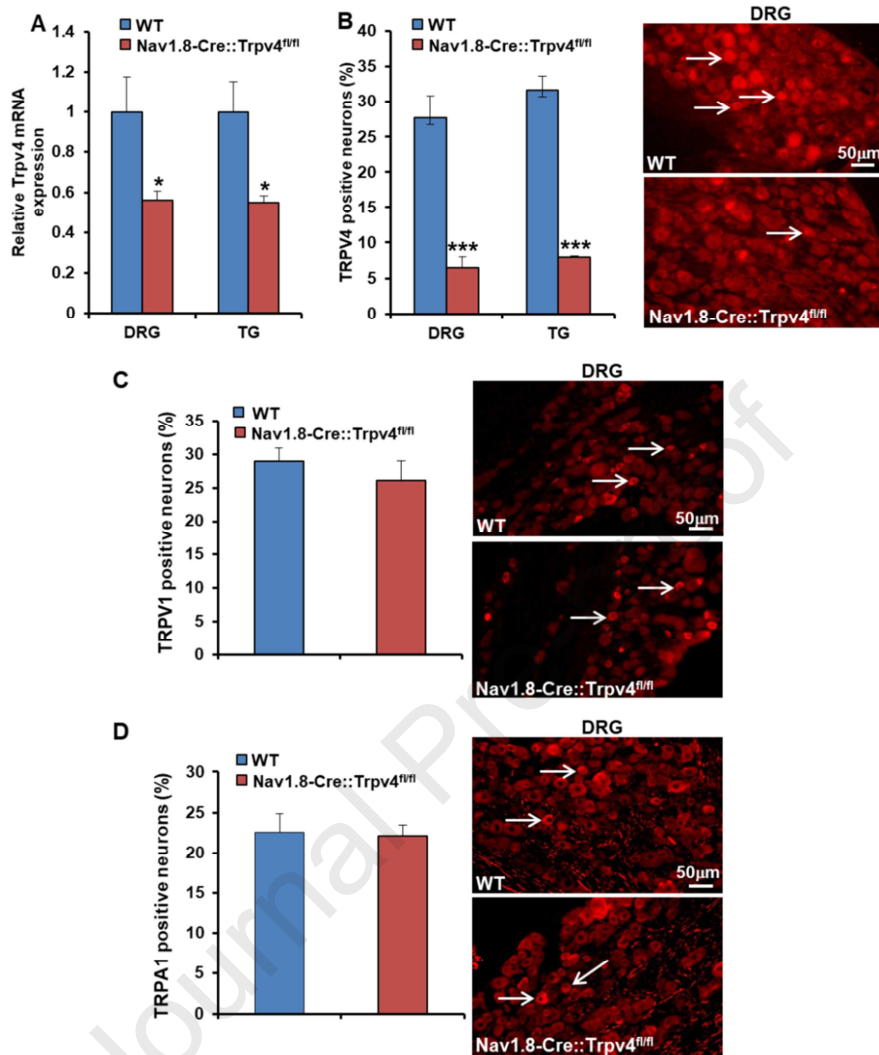 A
WT
Nav1.8-Cre::Trpv4fl/fl
Relative Trpv4 mRNA
expression
1.4
1.2
1
0.8
0.6
0.4
0.2
0
*
*
DRG
TG
B
WT
Nav1.8-Cre::Trpv4fl/fl
TRPV4 positive neurons (%)
40
35
30
25
20
15
10
5
0
***
***
DRG
TG
DRG
WT
50μm
Nav1.8-Cre::Trpv4fl/fl
C
WT
Nav1.8-Cre::Trpv4fl/fl
TRPV1 positive neurons (%)
35
30
25
20
15
10
5
0
DRG
WT
50μm
Nav1.8-Cre::Trpv4fl/fl
D
WT
Nav1.8-Cre::Trpv4fl/fl
TRPA1 positive neurons (%)
30
25
20
15
10
5
0
DRG
WT
50μm
Nav1.8-Cre::Trpv4fl/fl
Journal Pre-proof